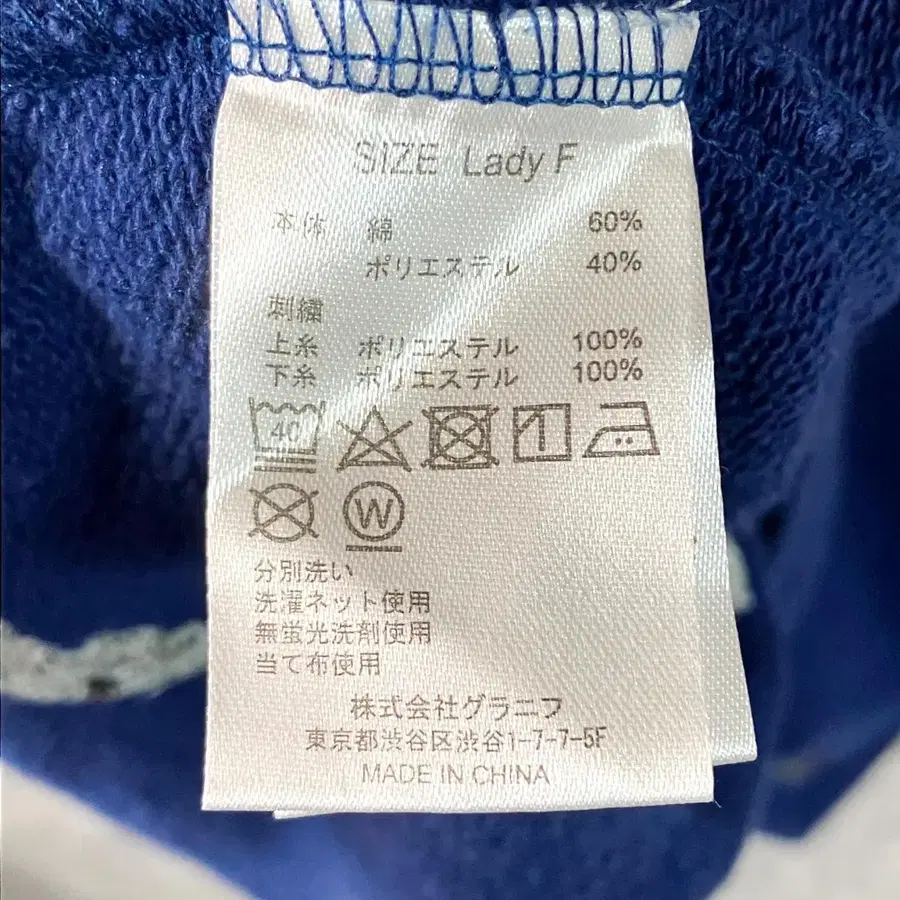 SIZE Lady F
本体 綿 60%
ポリエステル 40%
刺繍
上糸 ポリエステル 100%
下糸 ポリエステル 100%
40
W
分別洗い
洗濯ネット使用
無蛍光洗剤使用
当て布使用
株式会社グラニフ
東京都渋谷区渋谷1-7-7-5F
MADE IN CHINA